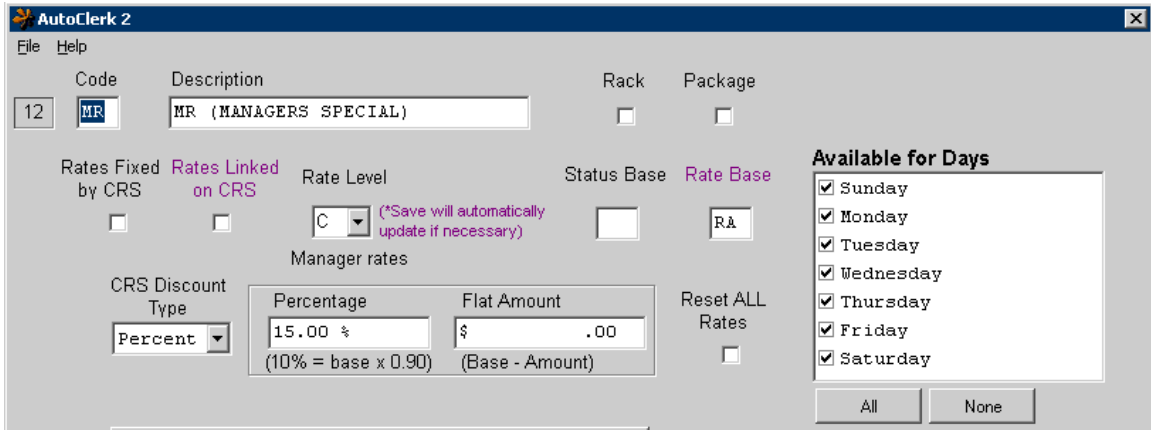 AutoClerk 2
File Help
Code Description Rack Package
12 MR MR (MANAGERS SPECIAL)
Rates Fixed by CRS
Rates Linked on CRS
Rate Level
C
(*Save will automatically
update if necessary)
Manager rates
Status Base
Rate Base
RA
Available for Days
Sunday
Monday
Tuesday
Wednesday
Thursday
Friday
Saturday
All None
CRS Discount
Type
Percent
Percentage
15.00 %
(10% = base x 0.90)
Flat Amount
$ .00
(Base - Amount)
Reset ALL
Rates